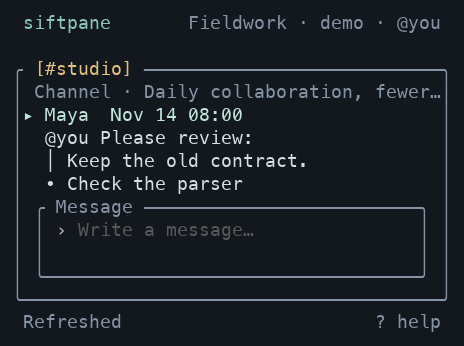 siftpane Fieldwork · demo · @you
[#studio]
Channel · Daily collaboration, fewer…
▸ Maya Nov 14 08:00
@you Please review:
│ Keep the old contract.
• Check the parser
Message
› Write a message…
Refreshed ? help